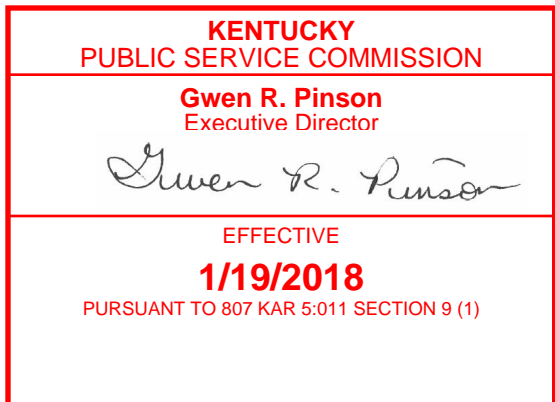 KENTUCKY
PUBLIC SERVICE COMMISSION
Gwen R. Pinson
Executive Director
Gwen R. Pinson
EFFECTIVE
1/19/2018
PURSUANT TO 807 KAR 5:011 SECTION 9 (1)